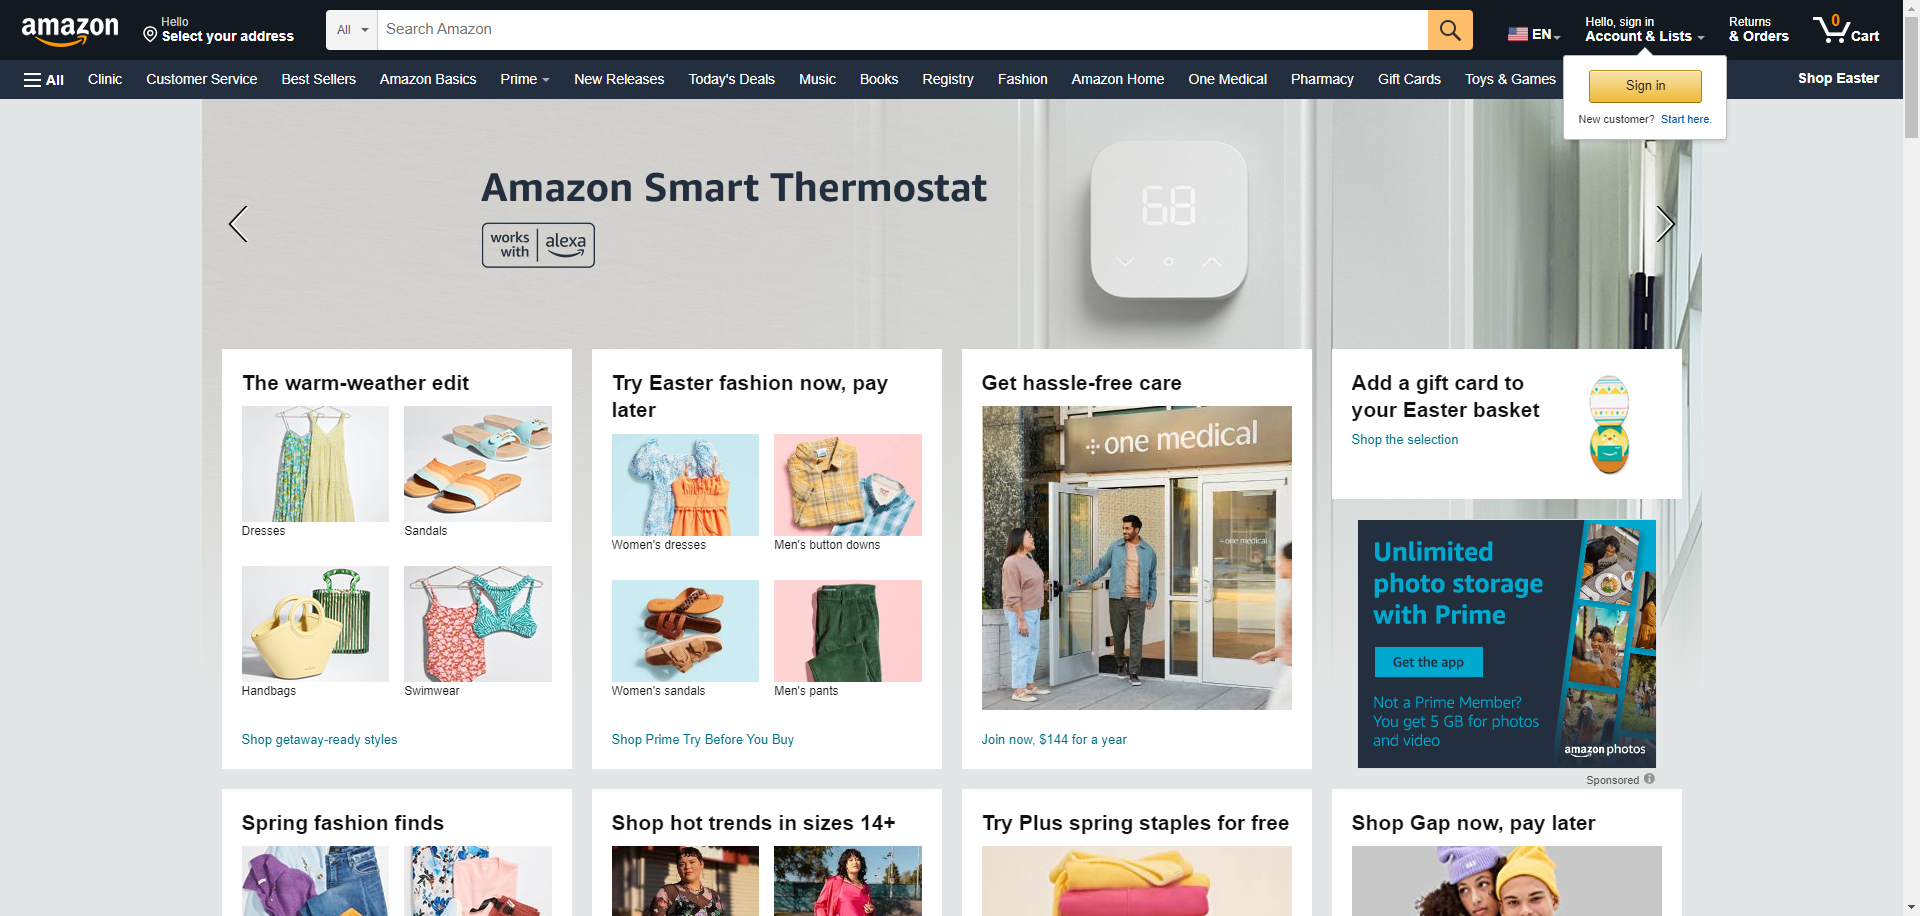 amazon
Hello
Select your address
All
Search Amazon
EN
Hello, sign in
Account & Lists
Returns
& Orders
0
Cart
All
Clinic
Customer Service
Best Sellers
Amazon Basics
Prime
New Releases
Today's Deals
Music
Books
Registry
Fashion
Amazon Home
One Medical
Pharmacy
Gift Cards
Toys & Games
Shop Easter
Sign in
New customer? Start here.
Amazon Smart Thermostat
works with alexa
68
The warm-weather edit
Dresses
Sandals
Handbags
Swimwear
Shop getaway-ready styles
Try Easter fashion now, pay
later
Women's dresses
Men's button downs
Women's sandals
Men's pants
Shop Prime Try Before You Buy
Get hassle-free care
one medical
one medical
Join now, $144 for a year
Add a gift card to
your Easter basket
Shop the selection
Unlimited
photo storage
with Prime
Get the app
Not a Prime Member?
You get 5 GB for photos
and video
amazon photos
Sponsored
Spring fashion finds
Shop hot trends in sizes 14+
Try Plus spring staples for free
Shop Gap now, pay later